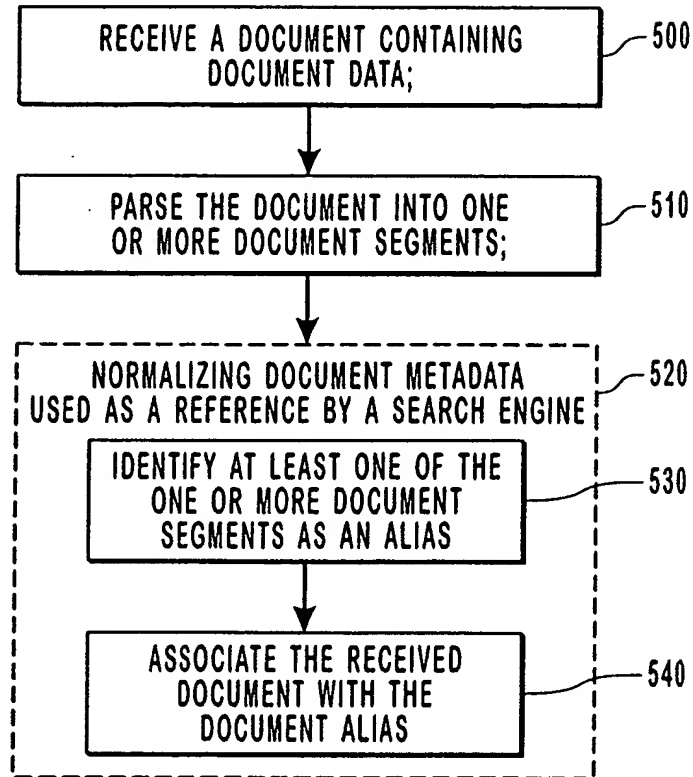 RECEIVE A DOCUMENT CONTAINING
DOCUMENT DATA;
500
PARSE THE DOCUMENT INTO ONE
OR MORE DOCUMENT SEGMENTS;
510
NORMALIZING DOCUMENT METADATA
USED AS A REFERENCE BY A SEARCH ENGINE
520
IDENTIFY AT LEAST ONE OF THE
ONE OR MORE DOCUMENT
SEGMENTS AS AN ALIAS
530
ASSOCIATE THE RECEIVED
DOCUMENT WITH THE
DOCUMENT ALIAS
540